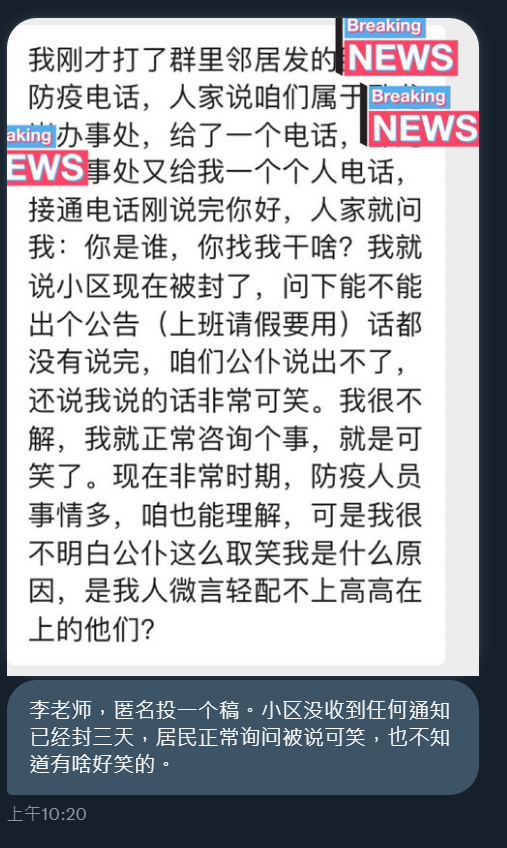 Breaking
NEWS
Breaking
NEWS
aking
EWS
我刚才打了群里邻居发的
防疫电话，人家说咱们属于
办事处，给了一个电话，
事处又给我一个个人电话，
接通电话刚说完你好，人家就问
我：你是谁，你找我干啥？我就
说小区现在被封了，问下能不能
出个公告（上班请假要用）话都
没有说完，咱们公仆说出不了，
还说我说的话非常可笑。我很不
解，我就正常咨询个事，就是可
笑了。现在非常时期，防疫人员
事情多，咱也能理解，可是我很
不明白公仆这么取笑我是什么原
因，是我人微言轻配不上高高在
上的他们？
李老师，匿名投一个稿。小区没收到任何通知
已经封三天，居民正常询问被说可笑，也不知
道有啥好笑的。
上午10:20